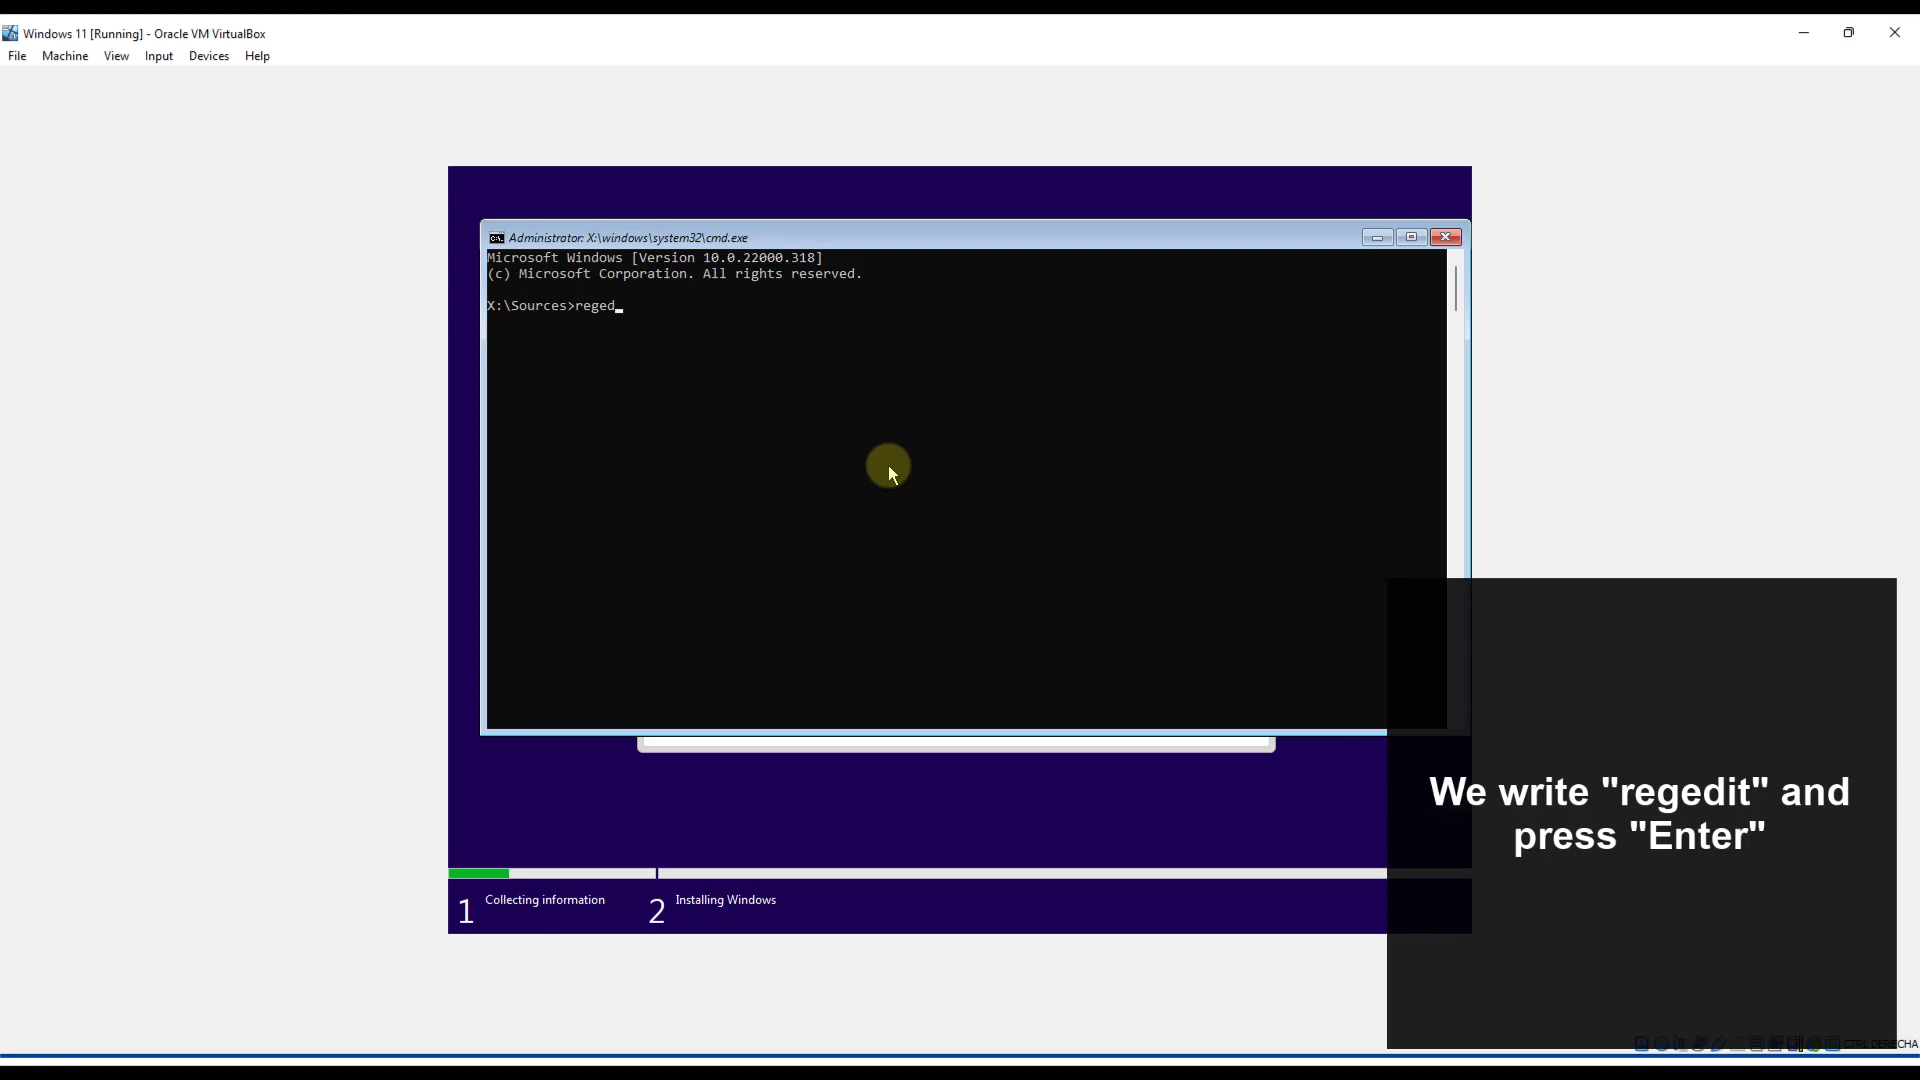 Windows 11 [Running] - Oracle VM VirtualBox
File Machine View Input Devices Help
Administrator: X:\windows\system32\cmd.exe
Microsoft Windows [Version 10.0.22000.318]
(c) Microsoft Corporation. All rights reserved.
X:\Sources>reged_
We write "regedit" and
press "Enter"
1 Collecting information 2 Installing Windows
CTRL DERECHA